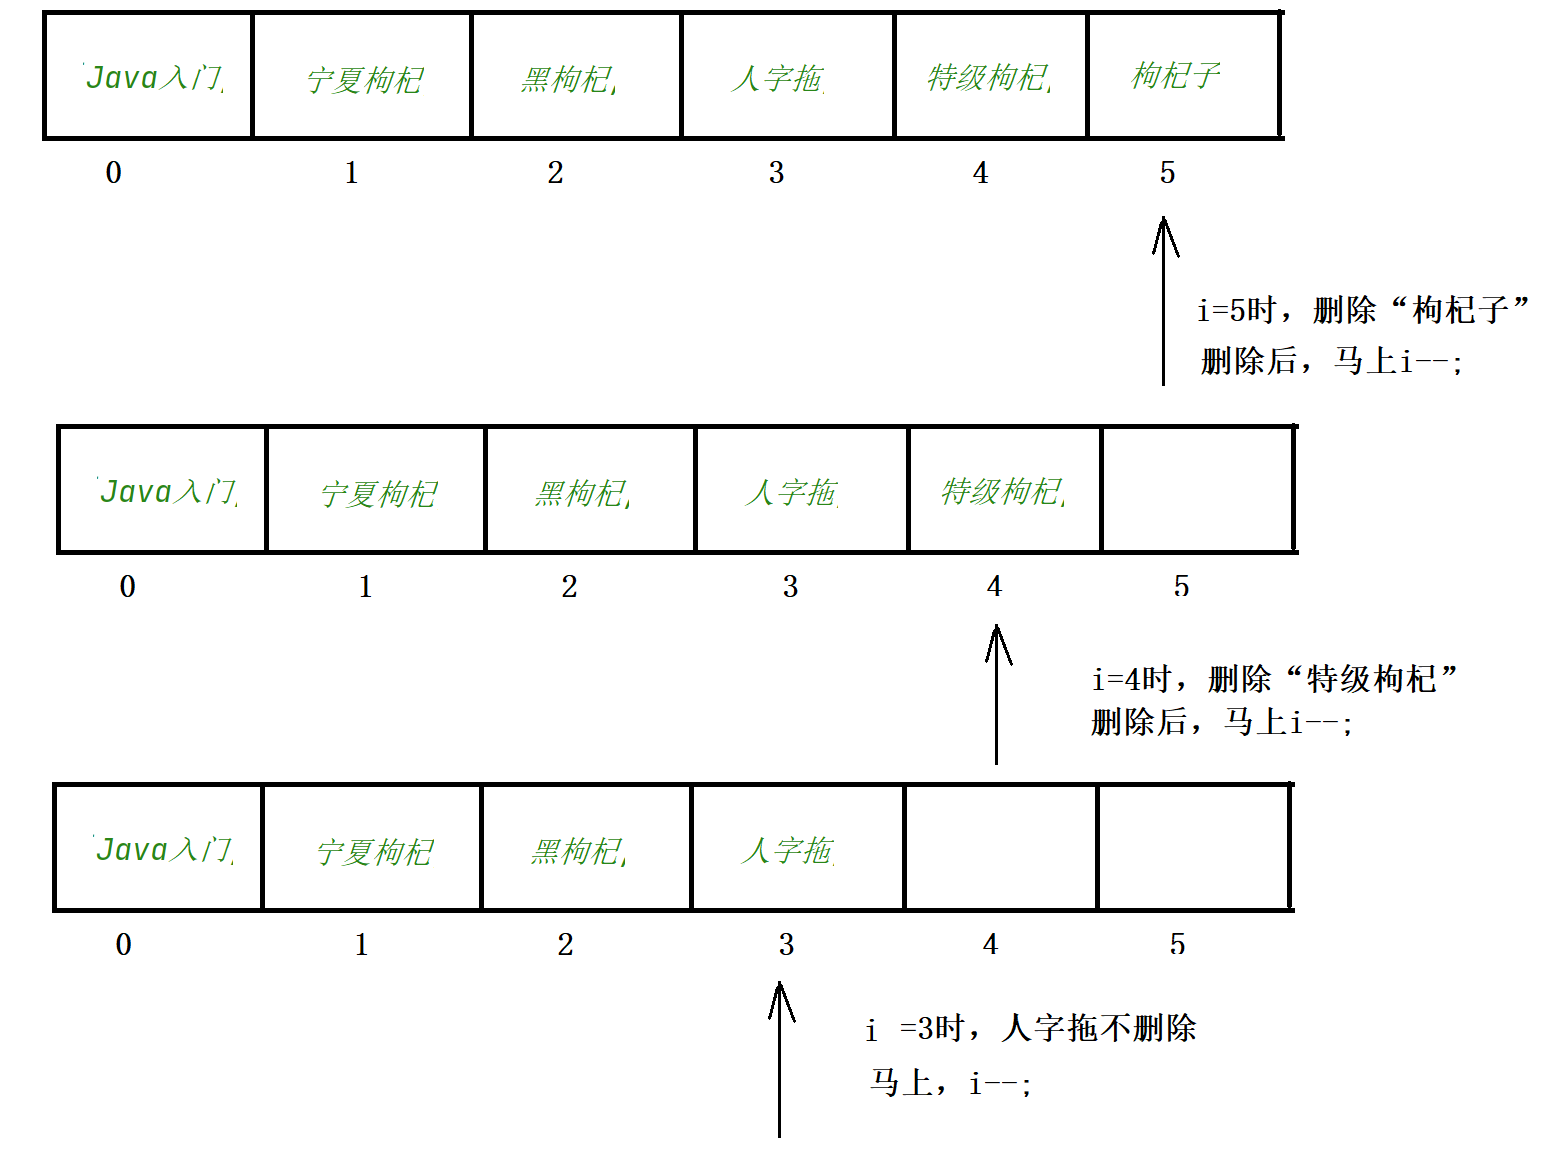 Java入门, 宁夏枸杞 黑枸杞, 人字拖, 特级枸杞, 枸杞子
0 1 2 3 4 5
i=5时，删除“枸杞子”
删除后，马上i--;
Java入门, 宁夏枸杞 黑枸杞, 人字拖, 特级枸杞,
0 1 2 3 4 5
i=4时，删除“特级枸杞”
删除后，马上i--;
Java入门, 宁夏枸杞 黑枸杞, 人字拖,
0 1 2 3 4 5
i =3时，人字拖不删除
马上，i--;